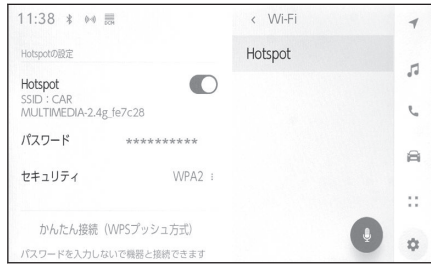 11:38
DCM
Hotspotの設定
Hotspot
SSID：CAR
MULTIMEDIA-2.4g_fe7c28
パスワード **********
セキュリティ WPA2
かんたん接続（WPSプッシュ方式）
パスワードを入力しないで機器と接続できます
< Wi-Fi
Hotspot